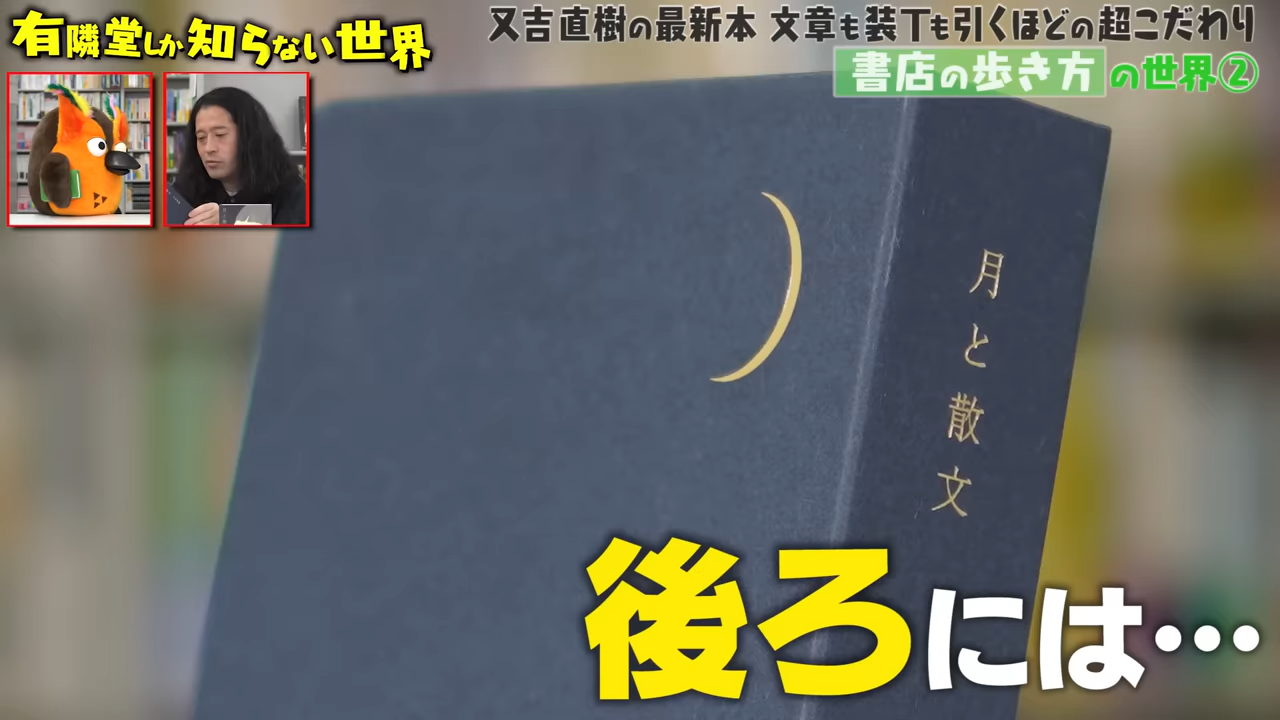 有隣堂しか知らない世界
又吉直樹の最新本 文章も装丁も引くほどの超こだわり
書店の歩き方の世界②
月と散文
後ろには…